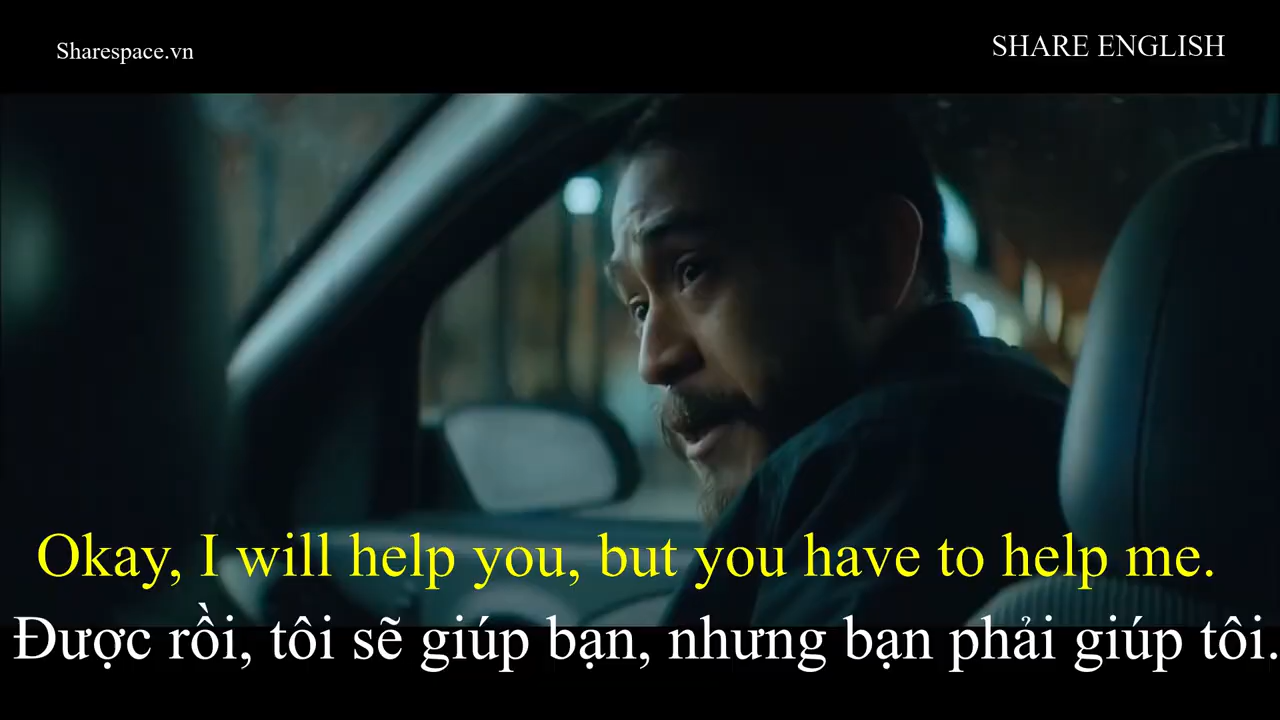 Sharespace.vn
SHARE ENGLISH
Okay, I will help you, but you have to help me.
Được rồi, tôi sẽ giúp bạn, nhưng bạn phải giúp tôi.